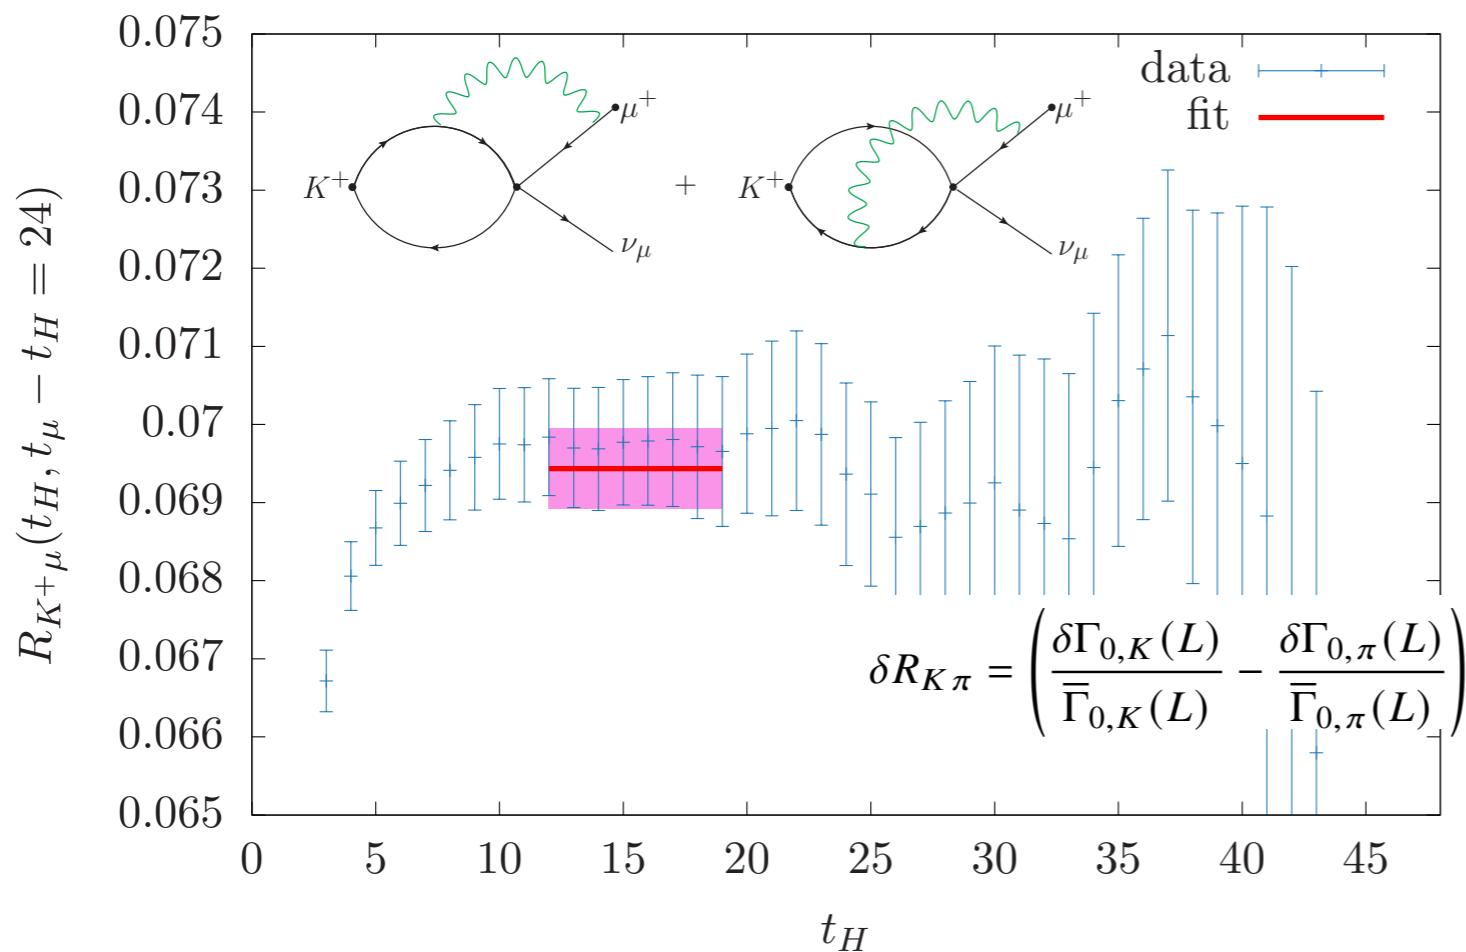 0.075
0.074
0.073
0.072
0.071
0.07
0.069
0.068
0.067
0.066
0.065
R_{K^+μ}(t_H, t_μ − t_H = 24)
data
fit
K^+
μ^+
ν_μ
+
K^+
μ^+
ν_μ
δR_{Kπ} = ( δΓ_{0,K}(L) / Γ̅_{0,K}(L) − δΓ_{0,π}(L) / Γ̅_{0,π}(L) )
0 5 10 15 20 25 30 35 40 45
t_H